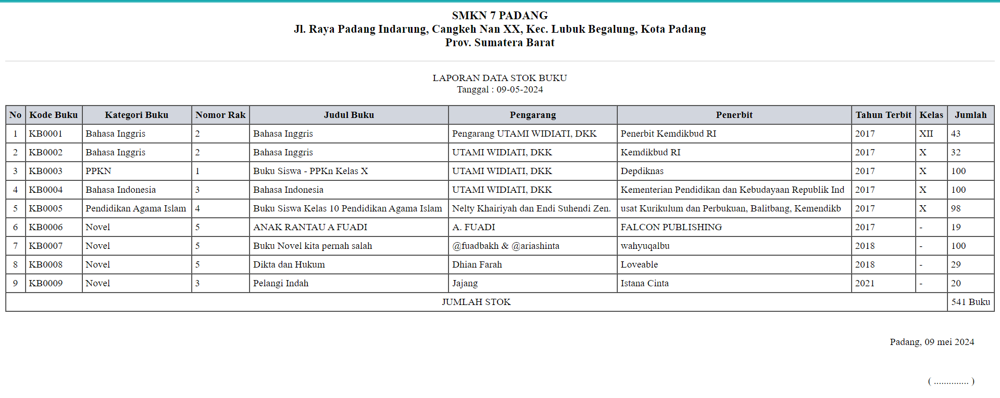 SMKN 7 PADANG
Jl. Raya Padang Indarung, Cangkeh Nan XX, Kec. Lubuk Begalung, Kota Padang
Prov. Sumatera Barat
LAPORAN DATA STOK BUKU
Tanggal : 09-05-2024
No Kode Buku Kategori Buku Nomor Rak Judul Buku Pengarang Penerbit Tahun Terbit Kelas Jumlah
1 KB0001 Bahasa Inggris 2 Bahasa Inggris Pengarang UTAMI WIDIATI, DKK Penerbit Kemdikbud RI 2017 XII 43
2 KB0002 Bahasa Inggris 2 Bahasa Inggris UTAMI WIDIATI, DKK Kemdikbud RI 2017 X 32
3 KB0003 PPKN 1 Buku Siswa - PPKn Kelas X UTAMI WIDIATI, DKK Depdiknas 2017 X 100
4 KB0004 Bahasa Indonesia 3 Bahasa Indonesia UTAMI WIDIATI, DKK Kementerian Pendidikan dan Kebudayaan Republik Ind 2017 X 100
5 KB0005 Pendidikan Agama Islam 4 Buku Siswa Kelas 10 Pendidikan Agama Islam Nelty Khairiyah dan Endi Suhendi Zen. usat Kurikulum dan Perbukuan, Balitbang, Kemendikb 2017 X 98
6 KB0006 Novel 5 ANAK RANTAU A FUADI A. FUADI FALCON PUBLISHING 2017 - 19
7 KB0007 Novel 5 Buku Novel kita pernah salah @fuadbakh & @ariashinta wahyuqalbu 2018 - 100
8 KB0008 Novel 5 Dikta dan Hukum Dhian Farah Loveable 2018 - 29
9 KB0009 Novel 3 Pelangi Indah Jajang Istana Cinta 2021 - 20
JUMLAH STOK 541 Buku
Padang, 09 mei 2024
( .............. )